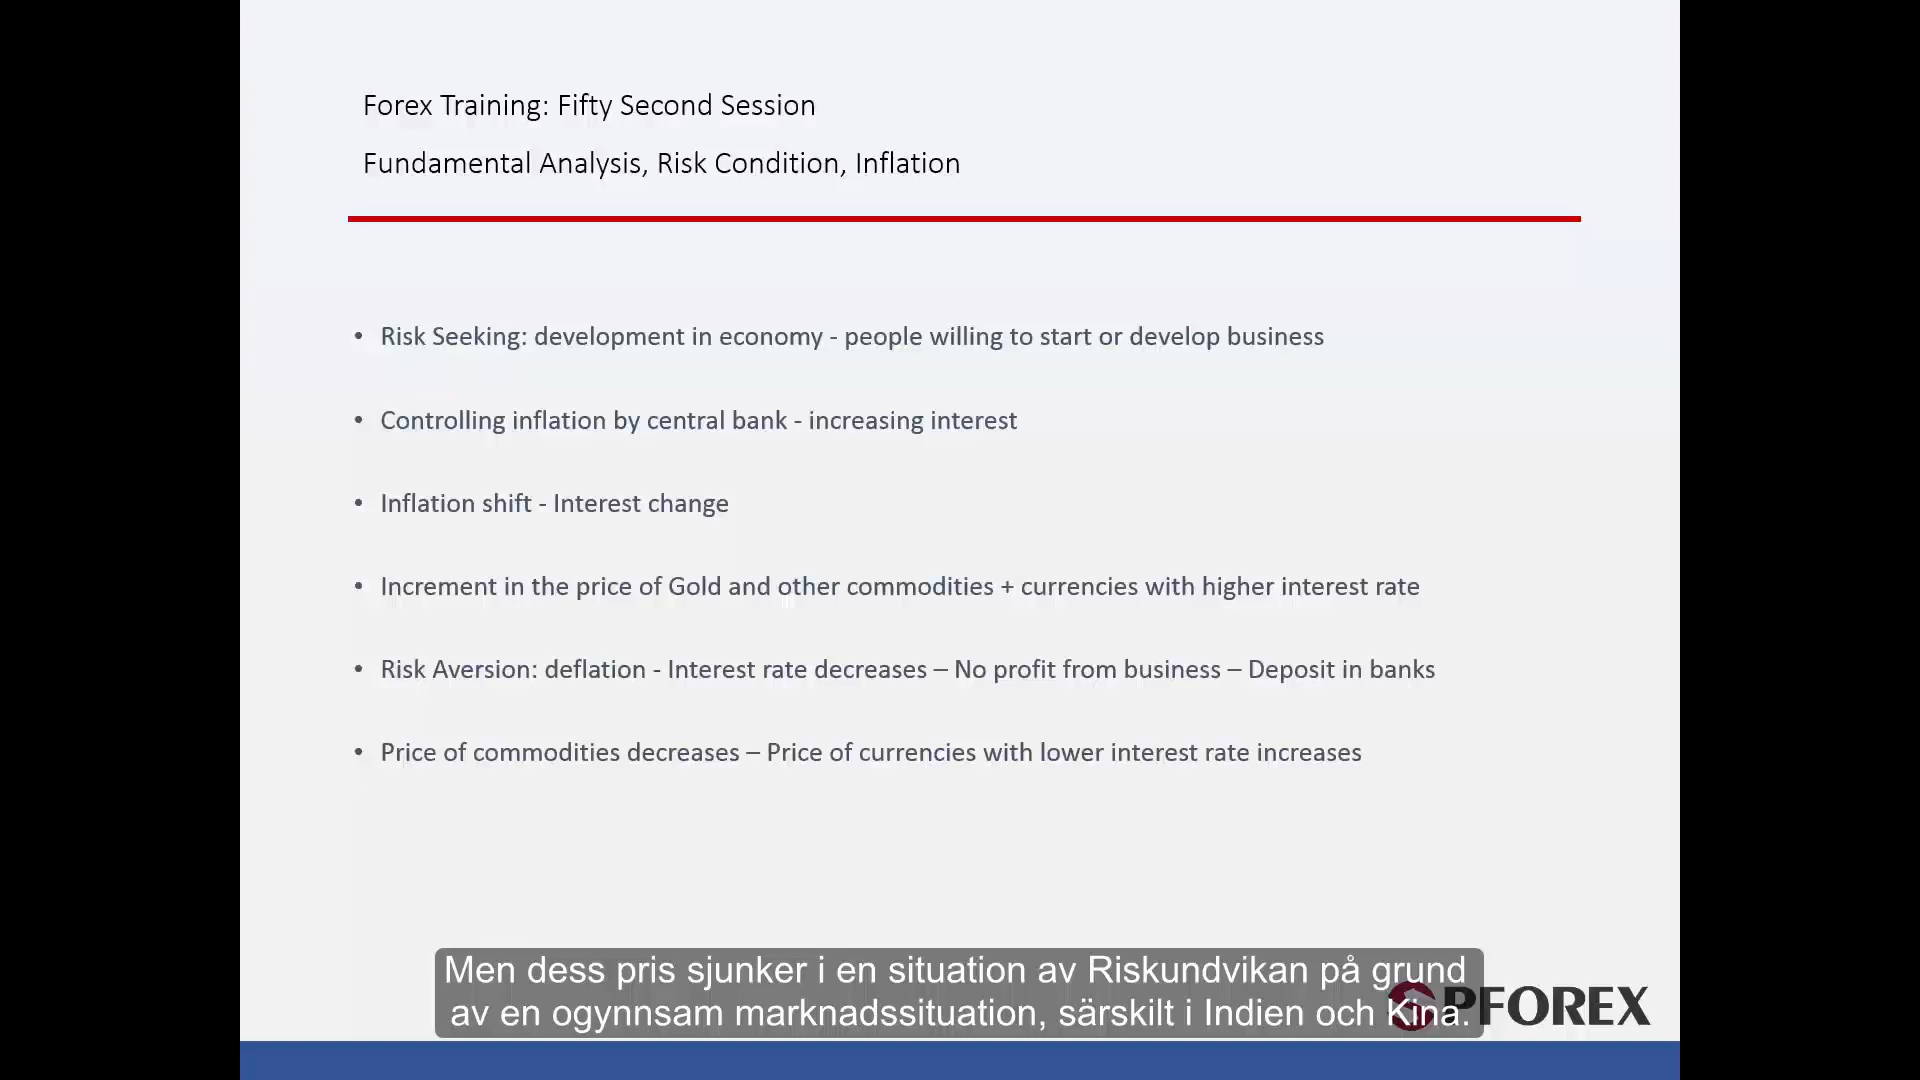 Forex Training: Fifty Second Session
Fundamental Analysis, Risk Condition, Inflation
• Risk Seeking: development in economy - people willing to start or develop business
• Controlling inflation by central bank - increasing interest
• Inflation shift - Interest change
• Increment in the price of Gold and other commodities + currencies with higher interest rate
• Risk Aversion: deflation - Interest rate decreases – No profit from business – Deposit in banks
• Price of commodities decreases – Price of currencies with lower interest rate increases
Men dess pris sjunker i en situation av Riskundvikan på grund
av en ogynnsam marknadssituation, särskilt i Indien och Kina.
PFOREX